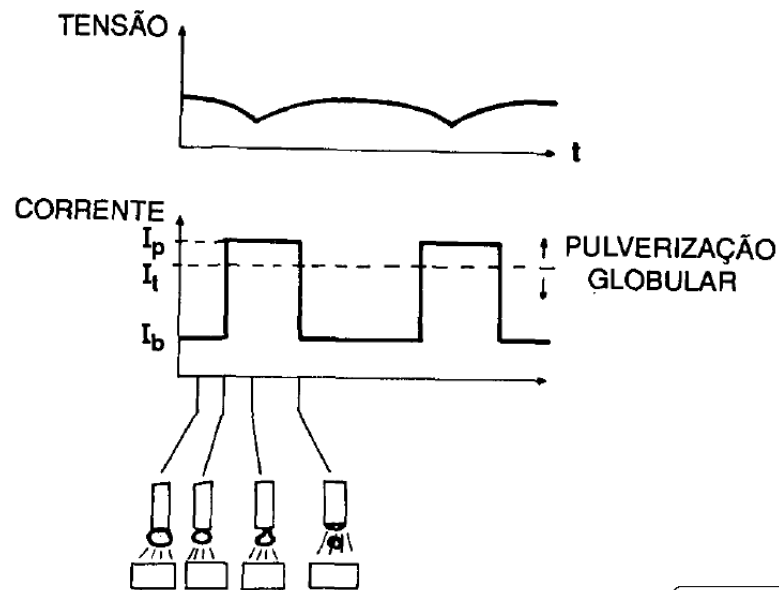 TENSÃO
t
CORRENTE
Ip
It
Ib
PULVERIZAÇÃO
GLOBULAR